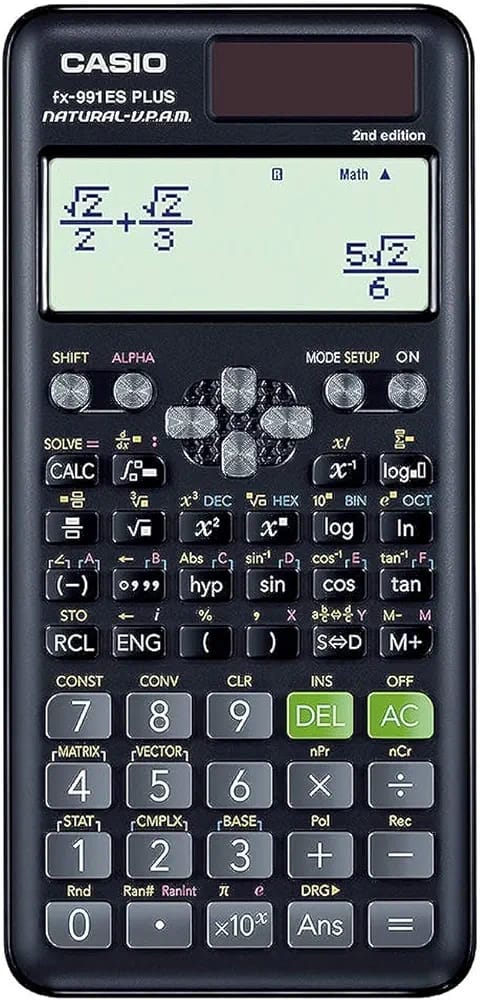 CASIO
fx-991ES PLUS
NATURAL-V.P.A.M.
2nd edition
R Math ▲
√2/2+√2/3
5√2/6
SHIFT ALPHA MODE SETUP ON
SOLVE = d/dx : x! Σ
CALC ∫ x⁻¹ log
³√ x³ DEC ˣ√ HEX 10ˣ BIN eˣ OCT
√ x² x log ln
∠ A ← B Abs C sin⁻¹ D cos⁻¹ E tan⁻¹ F
(−) °,,, hyp sin cos tan
STO ← i % , X a b/c⇔d/c Y M− M
RCL ENG ( ) S⇔D M+
CONST CONV CLR INS OFF
7 8 9 DEL AC
MATRIX VECTOR nPr nCr
4 5 6 × ÷
STAT CMPLX BASE Pol Rec
1 2 3 + −
Rnd Ran# RanInt π e DRG▶
0 . ×10ˣ Ans =